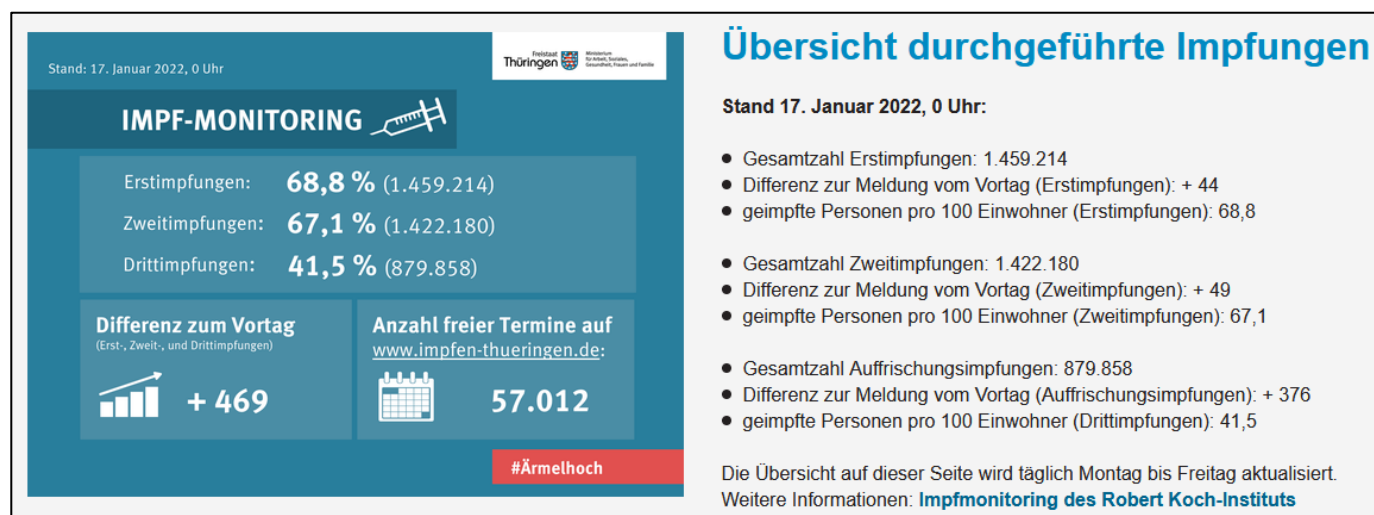 Stand: 17. Januar 2022, 0 Uhr
Freistaat
Thüringen
Ministerium
für Arbeit, Soziales,
Gesundheit, Frauen und Familie
IMPF-MONITORING
Erstimpfungen: 68,8 % (1.459.214)
Zweitimpfungen: 67,1 % (1.422.180)
Drittimpfungen: 41,5 % (879.858)
Differenz zum Vortag
(Erst-, Zweit-, und Drittimpfungen)
+ 469
Anzahl freier Termine auf
www.impfen-thueringen.de:
57.012
#Ärmelhoch
Übersicht durchgeführte Impfungen
Stand 17. Januar 2022, 0 Uhr:
● Gesamtzahl Erstimpfungen: 1.459.214
● Differenz zur Meldung vom Vortag (Erstimpfungen): + 44
● geimpfte Personen pro 100 Einwohner (Erstimpfungen): 68,8
● Gesamtzahl Zweitimpfungen: 1.422.180
● Differenz zur Meldung vom Vortag (Zweitimpfungen): + 49
● geimpfte Personen pro 100 Einwohner (Zweitimpfungen): 67,1
● Gesamtzahl Auffrischungsimpfungen: 879.858
● Differenz zur Meldung vom Vortag (Auffrischungsimpfungen): + 376
● geimpfte Personen pro 100 Einwohner (Drittimpfungen): 41,5
Die Übersicht auf dieser Seite wird täglich Montag bis Freitag aktualisiert.
Weitere Informationen: Impfmonitoring des Robert Koch-Instituts